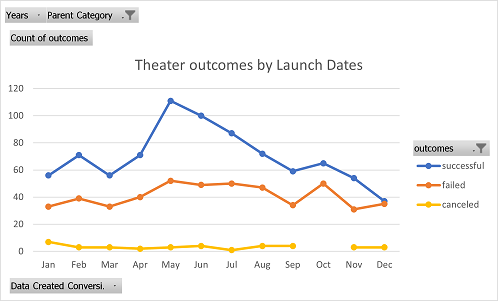 Years Parent Category
Count of outcomes
Theater outcomes by Launch Dates
120
100
80
60
40
20
0
Jan Feb Mar Apr May Jun Jul Aug Sep Oct Nov Dec
outcomes
successful
failed
canceled
Data Created Conversi.